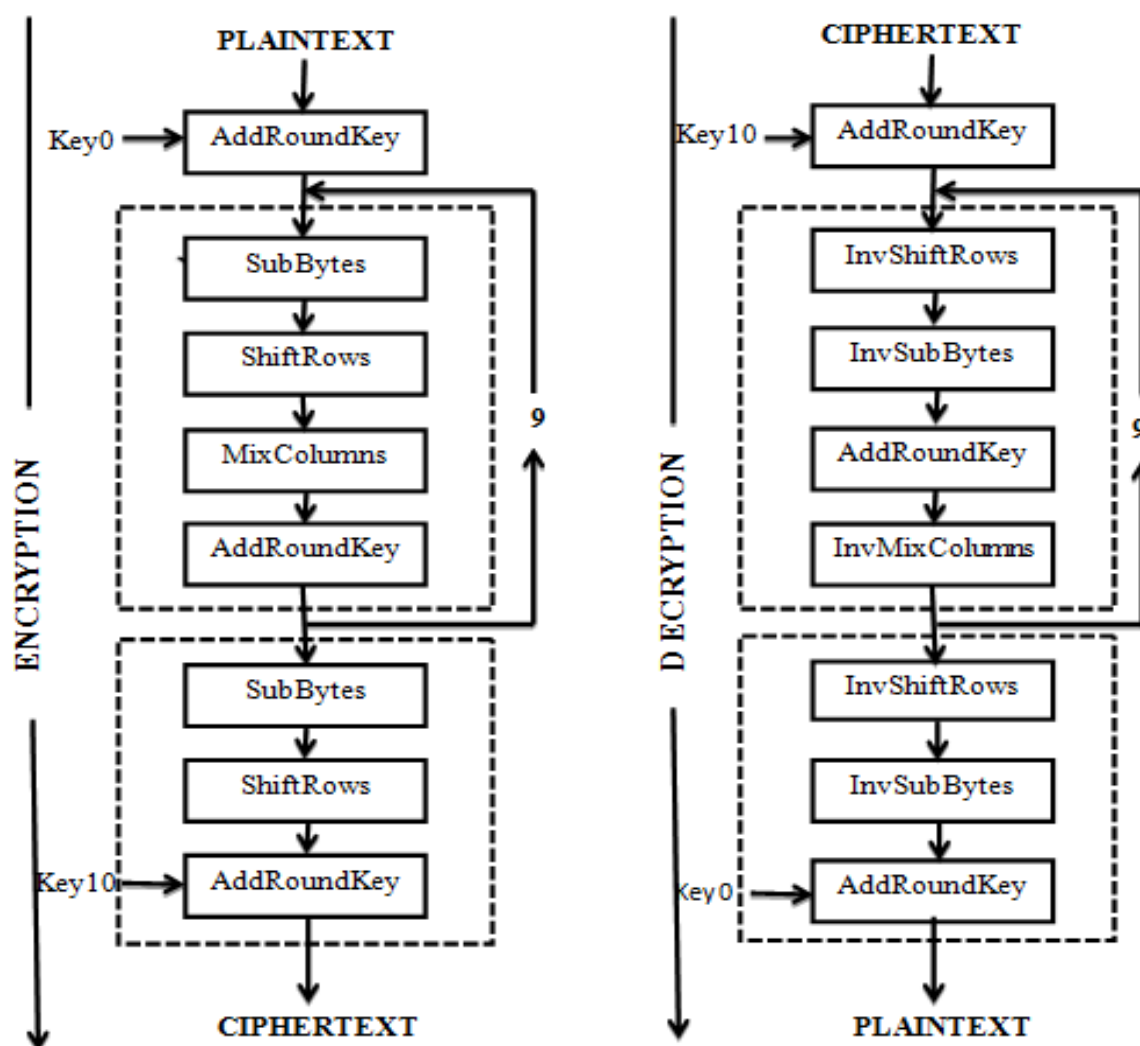 PLAINTEXT
Key0
AddRoundKey
SubBytes
ShiftRows
MixColumns
AddRoundKey
9
SubBytes
ShiftRows
Key10
AddRoundKey
CIPHERTEXT
ENCRYPTION
CIPHERTEXT
Key10
AddRoundKey
InvShiftRows
InvSubBytes
AddRoundKey
InvMixColumns
9
InvShiftRows
InvSubBytes
Key0
AddRoundKey
PLAINTEXT
DECRYPTION